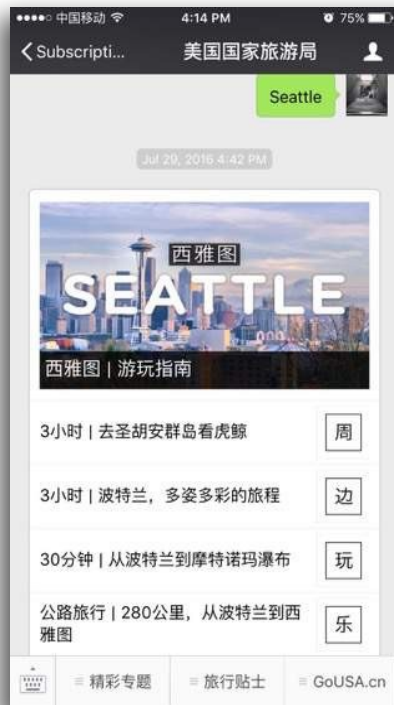 中国移动 4:14 PM 75%
Subscripti... 美国国家旅游局
Seattle
Jul 29, 2016 4:42 PM
西雅图
SEATTLE
西雅图 | 游玩指南
3小时 | 去圣胡安群岛看虎鲸 周
3小时 | 波特兰，多姿多彩的旅程 边
30分钟 | 从波特兰到摩特诺玛瀑布 玩
公路旅行 | 280公里，从波特兰到西
雅图 乐
精彩专题 旅行贴士 GoUSA.cn